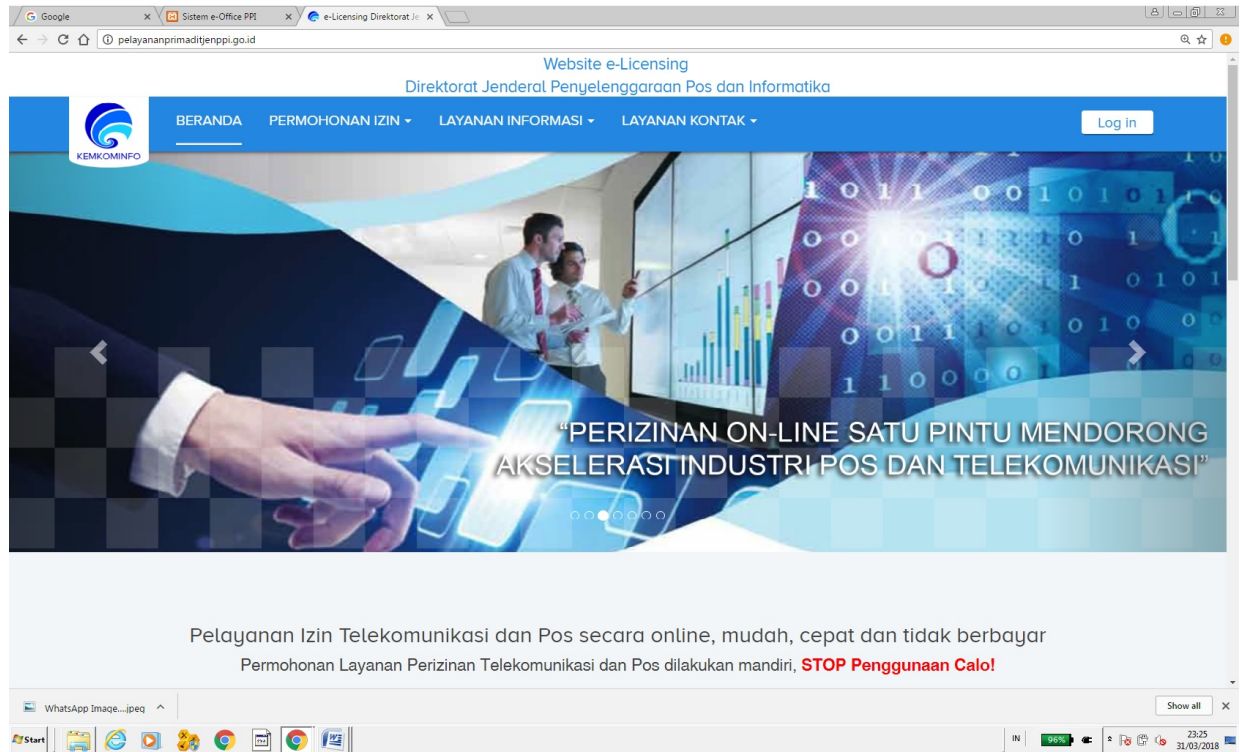 Google
Sistem e-Office PPI
e-Licensing Direktorat Je
pelayananprimaditjenppi.go.id
Website e-Licensing
Direktorat Jenderal Penyelenggaraan Pos dan Informatika
KEMKOMINFO
BERANDA
PERMOHONAN IZIN
LAYANAN INFORMASI
LAYANAN KONTAK
Log in
"PERIZINAN ON-LINE SATU PINTU MENDORONG
AKSELERASI INDUSTRI POS DAN TELEKOMUNIKASI"
Pelayanan Izin Telekomunikasi dan Pos secara online, mudah, cepat dan tidak berbayar
Permohonan Layanan Perizinan Telekomunikasi dan Pos dilakukan mandiri, STOP Penggunaan Calo!
WhatsApp Image....jpeg
Show all
Start
IN
96%
23:25
31/03/2018